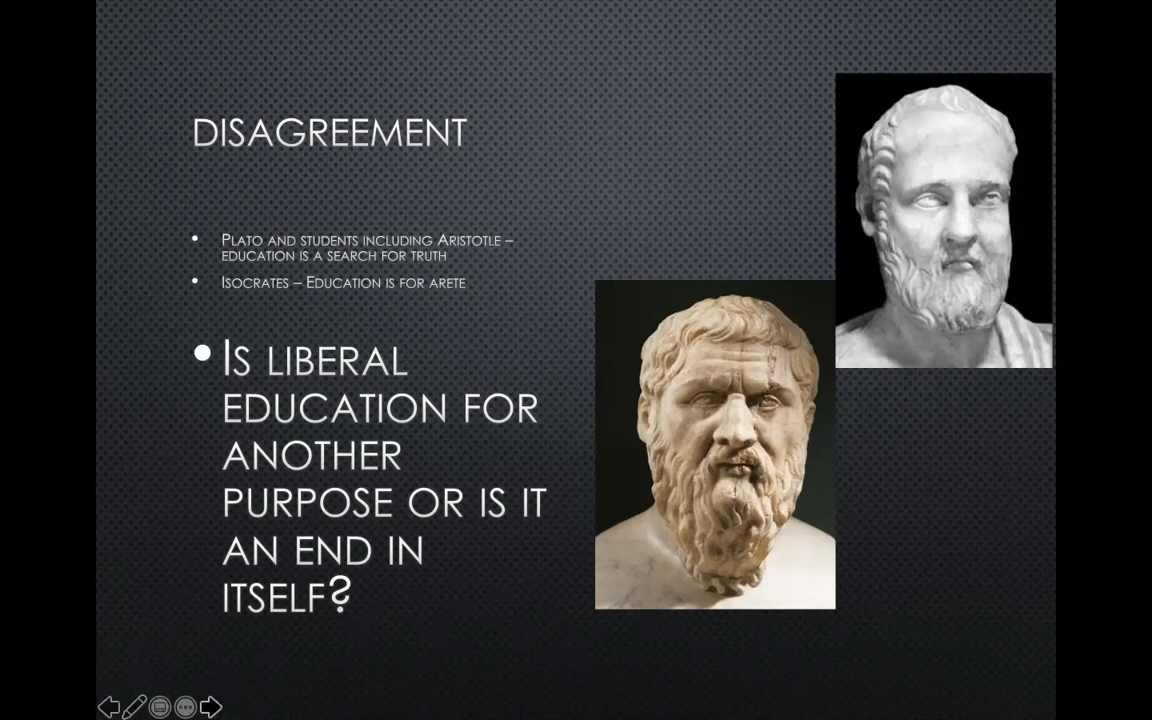 DISAGREEMENT
• PLATO AND STUDENTS INCLUDING ARISTOTLE –
EDUCATION IS A SEARCH FOR TRUTH
• ISOCRATES – EDUCATION IS FOR ARETE
• IS LIBERAL
EDUCATION FOR
ANOTHER
PURPOSE OR IS IT
AN END IN
ITSELF?